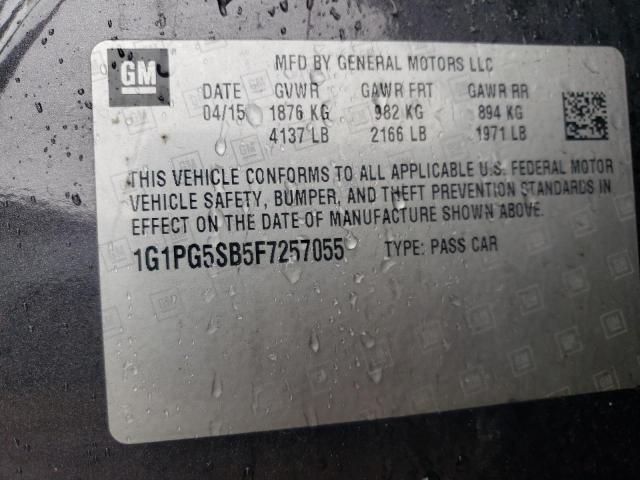 GM
MFD BY GENERAL MOTORS LLC
DATE GVWR GAWR FRT GAWR RR
04/15 1876 KG 982 KG 894 KG
4137 LB 2166 LB 1971 LB
THIS VEHICLE CONFORMS TO ALL APPLICABLE U.S. FEDERAL MOTOR
VEHICLE SAFETY, BUMPER, AND THEFT PREVENTION STANDARDS IN
EFFECT ON THE DATE OF MANUFACTURE SHOWN ABOVE.
1G1PG5SB5F7257055 TYPE: PASS CAR